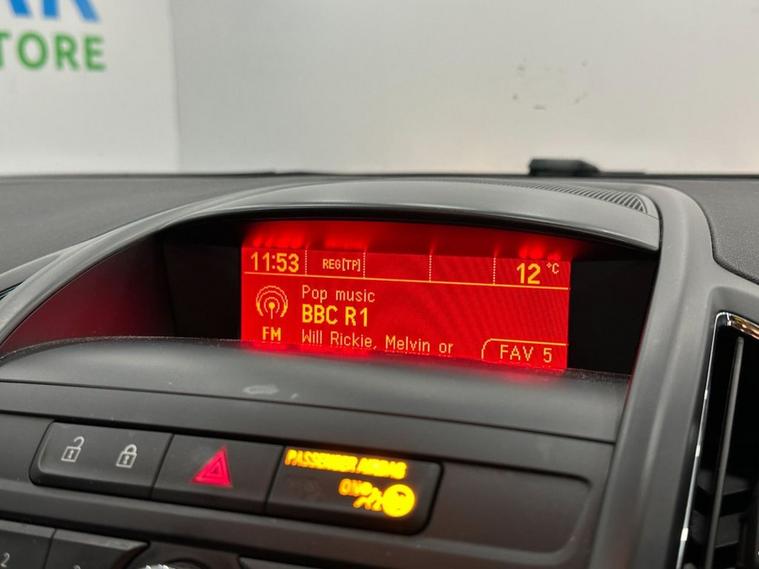 TORE
11:53 REG[TP] 12 °C
Pop music
BBC R1
FM Will Rickie, Melvin or FAV 5
PASSENGER AIRBAG
2